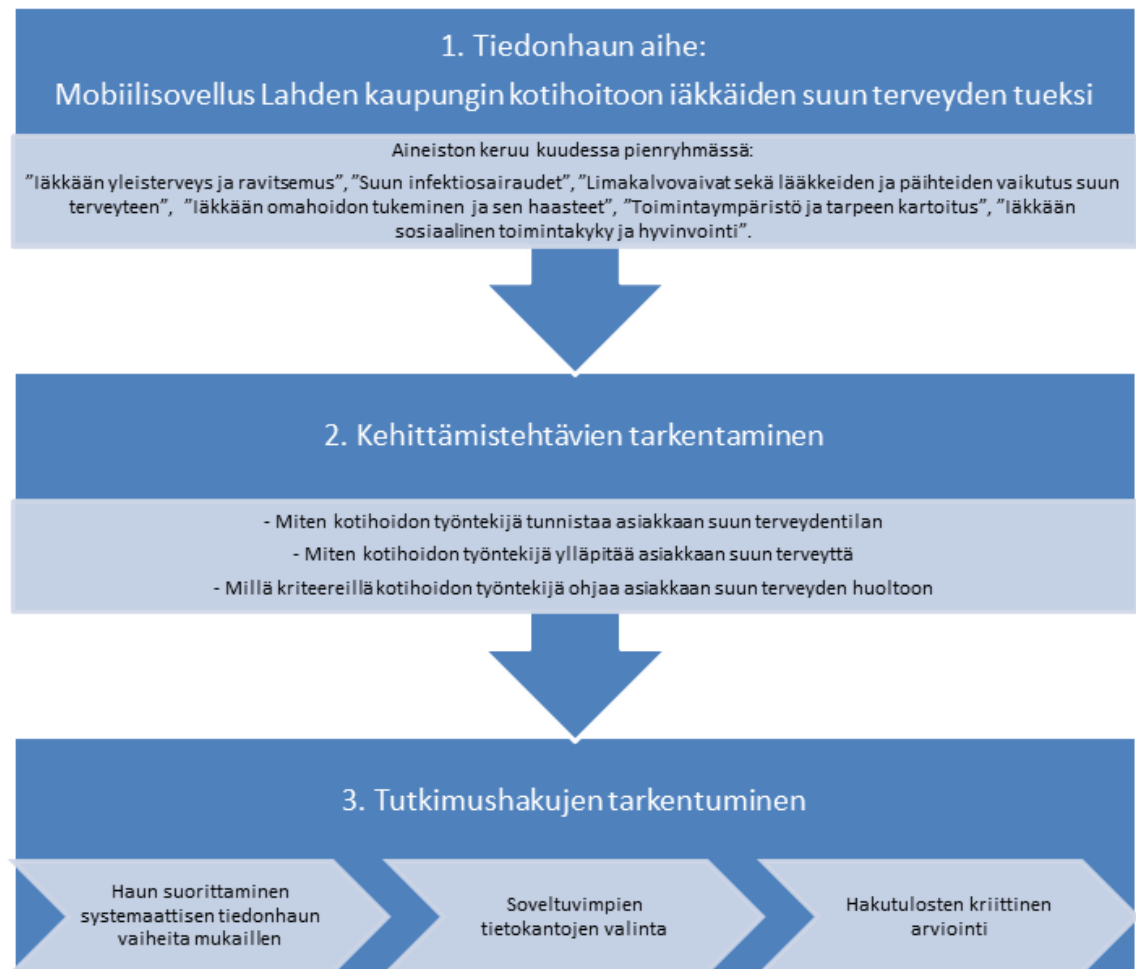 1. Tiedonhaun aihe:
Mobiilisovellus Lahden kaupungin kotihoitoon iäkkäiden suun terveyden tueksi
Aineiston keruu kuudessa pienryhmässä:
"Iäkkään yleisterveys ja ravitsemus", "Suun infektiosairaudet", "Limakalvovaivat sekä lääkkeiden ja päihteiden vaikutus suun
terveyteen", "Iäkkään omahoidon tukeminen ja sen haasteet", "Toimintaympäristö ja tarpeen kartoitus", "Iäkkään
sosiaalinen toimintakyky ja hyvinvointi".
2. Kehittämistehtävien tarkentaminen
- Miten kotihoidon työntekijä tunnistaa asiakkaan suun terveydentilan
- Miten kotihoidon työntekijä ylläpitää asiakkaan suun terveyttä
- Millä kriteereillä kotihoidon työntekijä ohjaa asiakkaan suun terveyden huoltoon
3. Tutkimushakujen tarkentuminen
Haun suorittaminen
systemaattisen tiedonhaun
vaiheita mukaillen
Soveltuvimpien
tietokantojen valinta
Hakutulosten kriittinen
arviointi